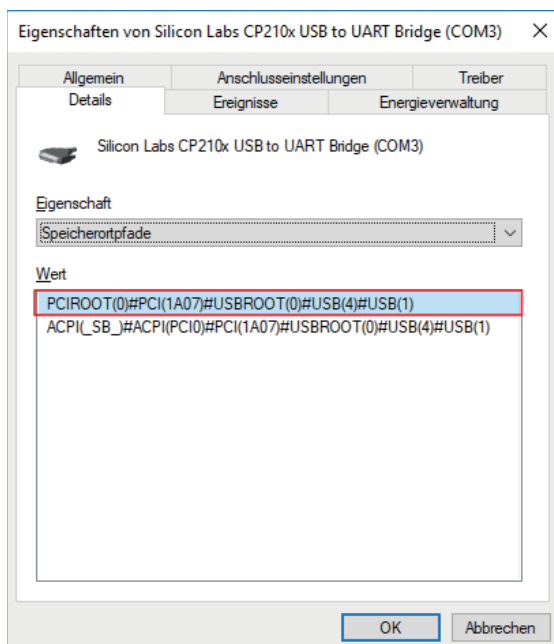 Eigenschaften von Silicon Labs CP210x USB to UART Bridge (COM3)
Allgemein Anschlusseinstellungen Treiber
Details Ereignisse Energieverwaltung
Silicon Labs CP210x USB to UART Bridge (COM3)
Eigenschaft
Speicherortpfade
Wert
PCIROOT(0)#PCI(1A07)#USBROOT(0)#USB(4)#USB(1)
ACPI(_SB_)#ACPI(PCI0)#PCI(1A07)#USBROOT(0)#USB(4)#USB(1)
OK Abbrechen